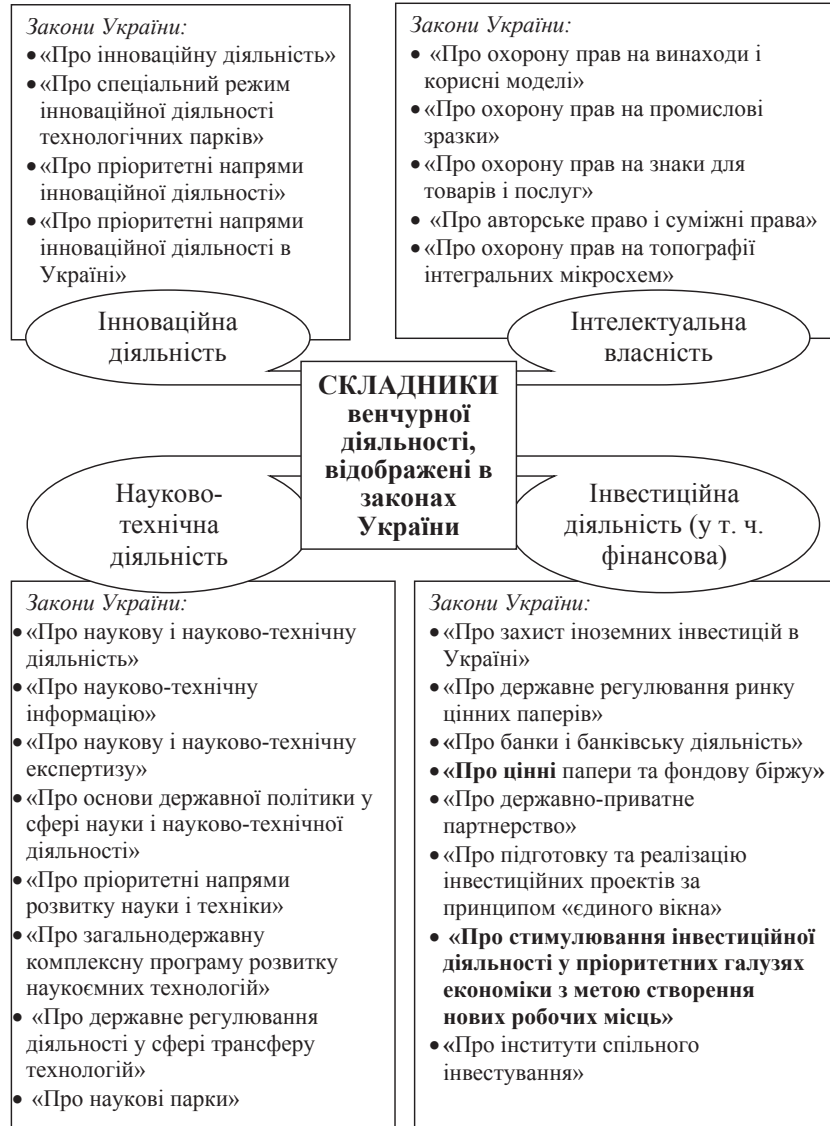 Закони України:
• «Про інноваційну діяльність»
• «Про спеціальний режим
інноваційної діяльності
технологічних парків»
• «Про пріоритетні напрями
інноваційної діяльності»
• «Про пріоритетні напрями
інноваційної діяльності в
Україні»
Інноваційна
діяльність
Закони України:
• «Про охорону прав на винаходи і
корисні моделі»
• «Про охорону прав на промислові
зразки»
• «Про охорону прав на знаки для
товарів і послуг»
• «Про авторське право і суміжні права»
• «Про охорону прав на топографії
інтегральних мікросхем»
Інтелектуальна
власність
СКЛАДНИКИ
венчурної
діяльності,
відображені в
законах
України
Науково-
технічна
діяльність
Інвестиційна
діяльність (у т. ч.
фінансова)
Закони України:
• «Про наукову і науково-технічну
діяльність»
• «Про науково-технічну
інформацію»
• «Про наукову і науково-технічну
експертизу»
• «Про основи державної політики у
сфері науки і науково-технічної
діяльності»
• «Про пріоритетні напрями
розвитку науки і техніки»
• «Про загальнодержавну
комплексну програму розвитку
наукоємних технологій»
• «Про державне регулювання
діяльності у сфері трансферу
технологій»
• «Про наукові парки»
Закони України:
• «Про захист іноземних інвестицій в
Україні»
• «Про державне регулювання ринку
цінних паперів»
• «Про банки і банківську діяльність»
• «Про цінні папери та фондову біржу»
• «Про державно-приватне
партнерство»
• «Про підготовку та реалізацію
інвестиційних проектів за
принципом «єдиного вікна»
• «Про стимулювання інвестиційної
діяльності у пріоритетних галузях
економіки з метою створення
нових робочих місць»
• «Про інститути спільного
інвестування»